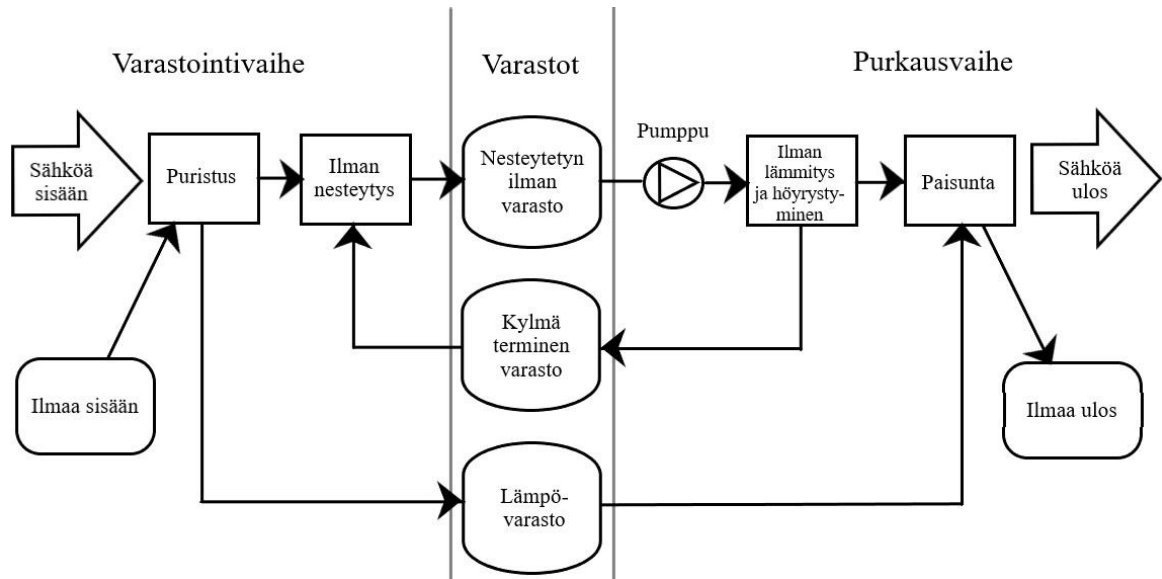 Varastointivaihe
Varastot
Purkausvaihe
Sähköä
sisään
Puristus
Ilman
nesteytys
Nesteytetyn
ilman
varasto
Pumppu
Ilman
lämmitys
ja höyrysty-
minen
Paisunta
Sähköä
ulos
Ilmaa sisään
Kylmä
terminen
varasto
Ilmaa ulos
Lämpö-
varasto